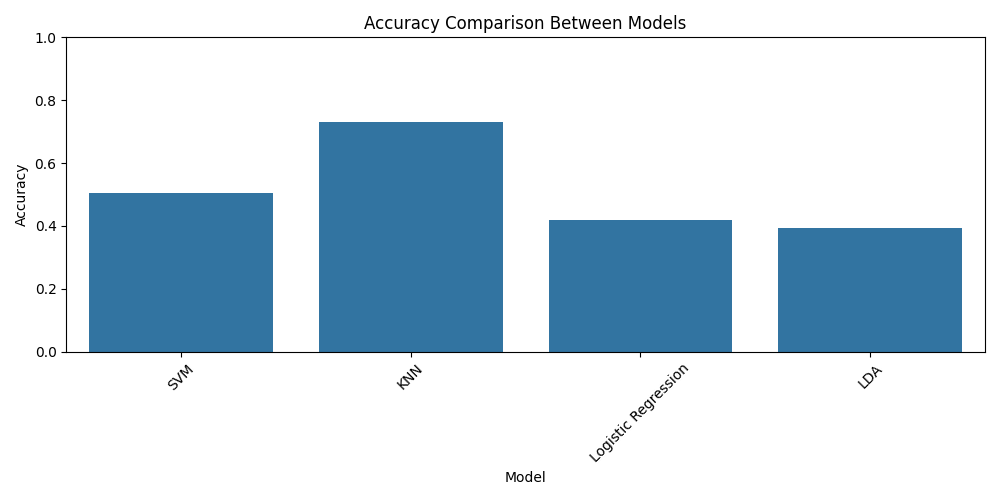 Accuracy Comparison Between Models
Accuracy
1.0
0.8
0.6
0.4
0.2
0.0
SVM
KNN
Logistic Regression
LDA
Model